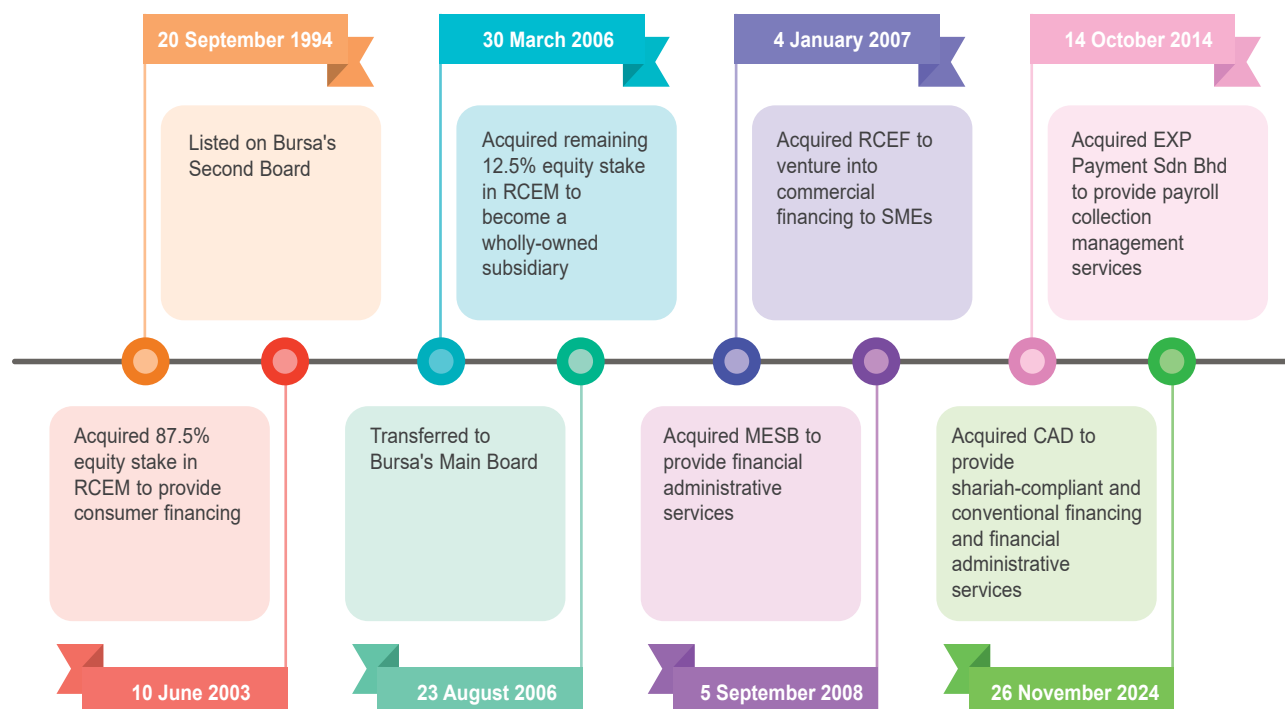 20 September 1994
Listed on Bursa's
Second Board
10 June 2003
Acquired 87.5%
equity stake in
RCEM to provide
consumer financing
30 March 2006
Acquired remaining
12.5% equity stake
in RCEM to
become a
wholly-owned
subsidiary
23 August 2006
Transferred to
Bursa's Main Board
4 January 2007
Acquired RCEF to
venture into
commercial
financing to SMEs
5 September 2008
Acquired MESB to
provide financial
administrative
services
14 October 2014
Acquired EXP
Payment Sdn Bhd
to provide payroll
collection
management
services
26 November 2024
Acquired CAD to
provide
shariah-compliant and
conventional financing
and financial
administrative
services